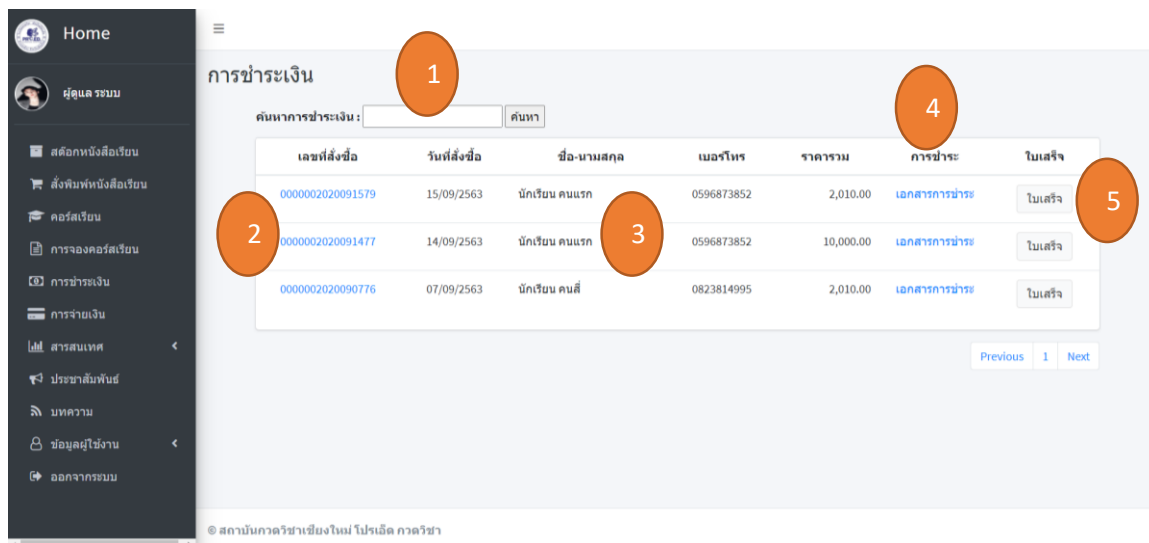 Home
ผู้ดูแล ระบบ
สต๊อกหนังสือเรียน
สั่งพิมพ์หนังสือเรียน
คอร์สเรียน
การจองคอร์สเรียน
การชำระเงิน
การจ่ายเงิน
สารสนเทศ
ประชาสัมพันธ์
บทความ
ข้อมูลผู้ใช้งาน
ออกจากระบบ
การชำระเงิน
1
ค้นหาการชำระเงิน : ค้นหา
4
เลขที่สั่งซื้อ วันที่สั่งซื้อ ชื่อ-นามสกุล เบอร์โทร ราคารวม การชำระ ใบเสร็จ
0000002020091579 15/09/2563 นักเรียน คนแรก 0596873852 2,010.00 เอกสารการชำระ ใบเสร็จ 5
2 0000002020091477 14/09/2563 นักเรียน คนแรก 3 0596873852 10,000.00 เอกสารการชำระ ใบเสร็จ
0000002020090776 07/09/2563 นักเรียน คนสี่ 0823814995 2,010.00 เอกสารการชำระ ใบเสร็จ
Previous 1 Next
© สถาบันกวดวิชาเชียงใหม่ โปรเอ็ด กวดวิชา